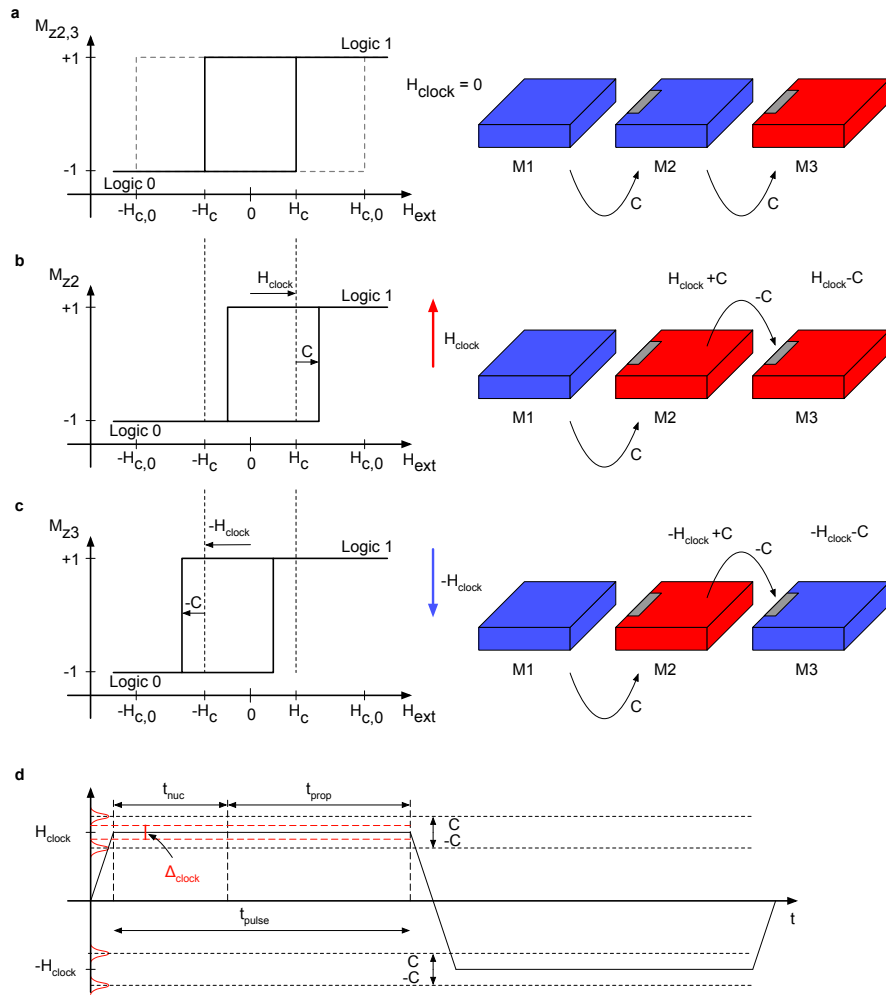 a
M_z2,3
+1
Logic 1
H_clock = 0
-1
Logic 0
M1
M2
M3
C
C
-H_c,0
-H_c
0
H_c
H_c,0
H_ext
b
M_z2
H_clock
H_clock+C
H_clock-C
-C
+1
Logic 1
H_clock
C
-1
Logic 0
M1
M2
M3
C
-H_c,0
-H_c
0
H_c
H_c,0
H_ext
c
M_z3
-H_clock
-H_clock+C
-H_clock-C
-C
+1
Logic 1
-H_clock
-C
-1
Logic 0
M1
M2
M3
C
-H_c,0
-H_c
0
H_c
H_c,0
H_ext
d
t_nuc
t_prop
H_clock
C
-C
Δ_clock
t_pulse
t
-H_clock
C
-C